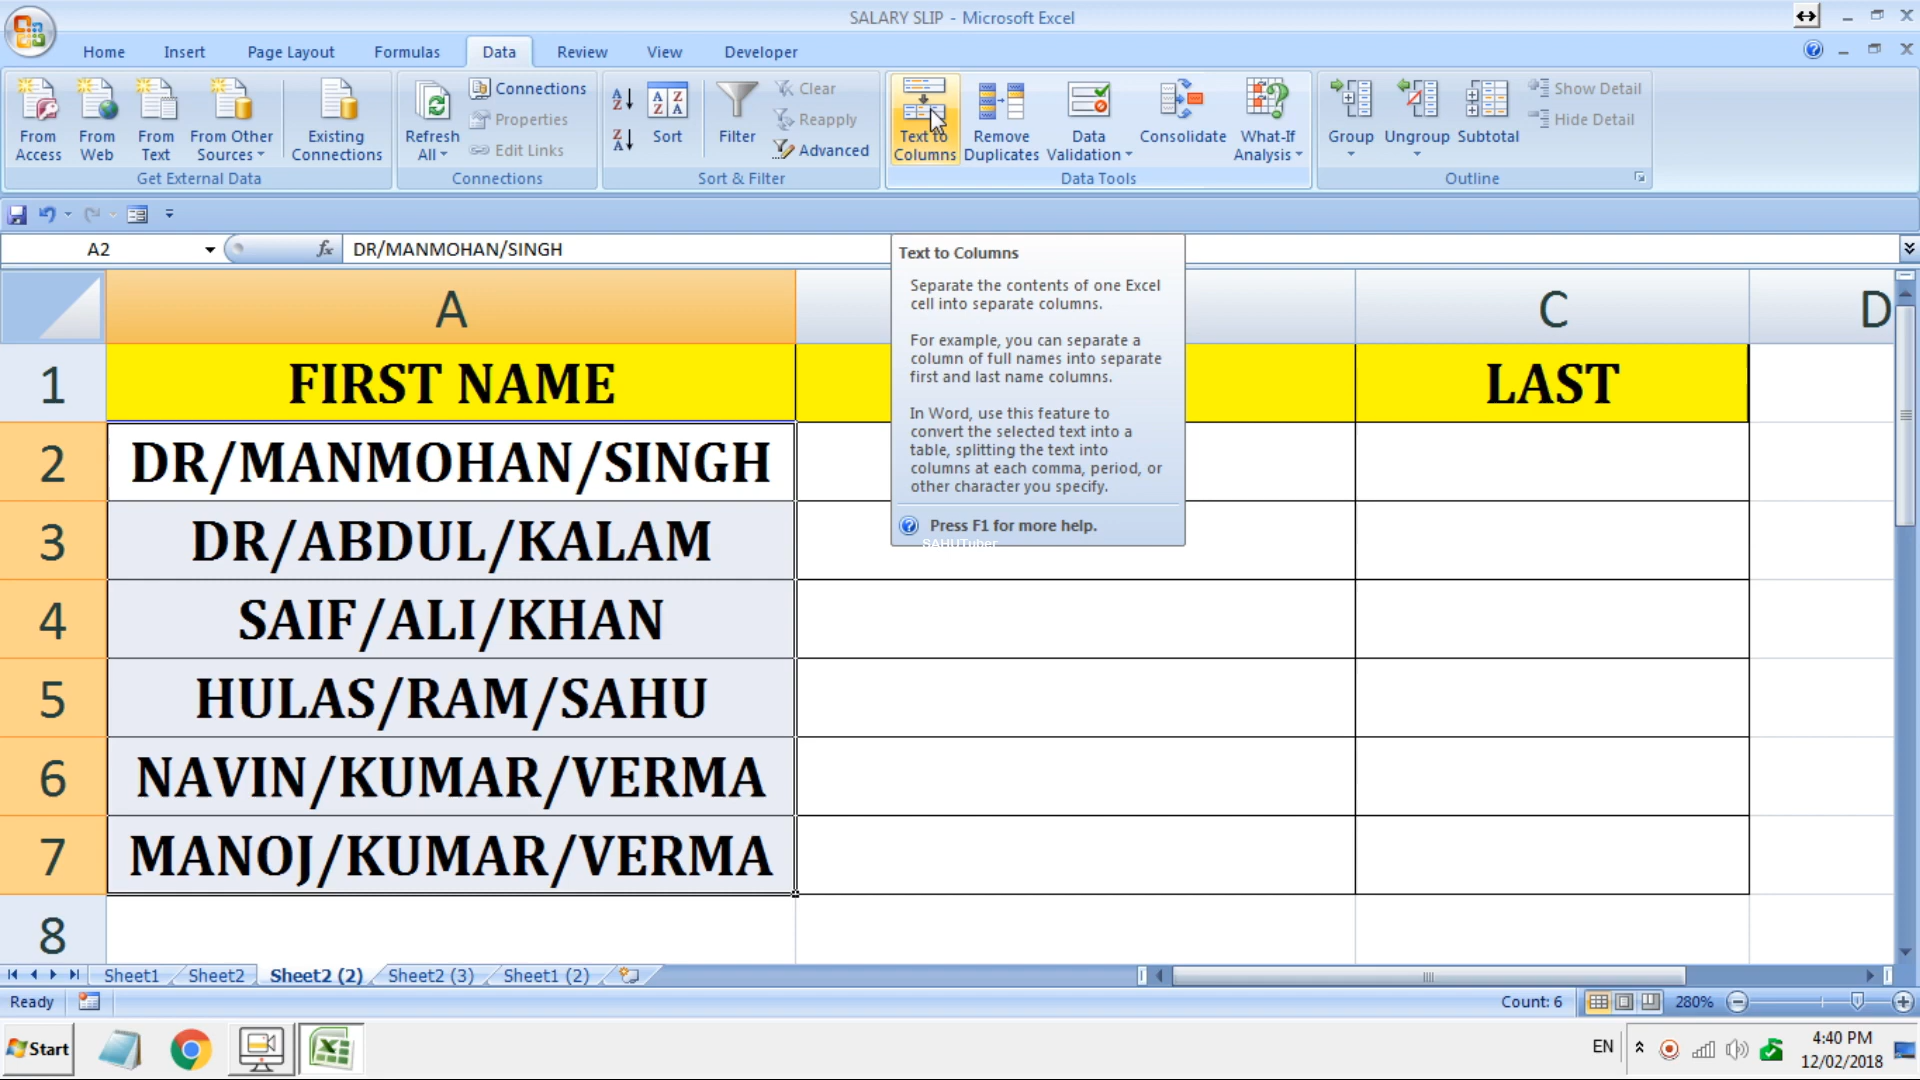 SALARY SLIP - Microsoft Excel
Home Insert Page Layout Formulas Data Review View Developer
From Access
From Web
From Text
From Other Sources
Existing Connections
Get External Data
Refresh All
Connections
Properties
Edit Links
Connections
Sort
Filter
Clear
Reapply
Advanced
Sort & Filter
Text to Columns
Remove Duplicates
Data Validation
Consolidate
What-If Analysis
Data Tools
Group
Ungroup
Subtotal
Show Detail
Hide Detail
Outline
A2 fx DR/MANMOHAN/SINGH
Text to Columns
Separate the contents of one Excel
cell into separate columns.
For example, you can separate a
column of full names into separate
first and last name columns.
In Word, use this feature to
convert the selected text into a
table, splitting the text into
columns at each comma, period, or
other character you specify.
Press F1 for more help.
SAHUTuber
A C D
1 FIRST NAME LAST
2 DR/MANMOHAN/SINGH
3 DR/ABDUL/KALAM
4 SAIF/ALI/KHAN
5 HULAS/RAM/SAHU
6 NAVIN/KUMAR/VERMA
7 MANOJ/KUMAR/VERMA
8
Sheet1 Sheet2 Sheet2 (2) Sheet2 (3) Sheet1 (2)
Ready Count: 6 280%
Start EN 4:40 PM
12/02/2018